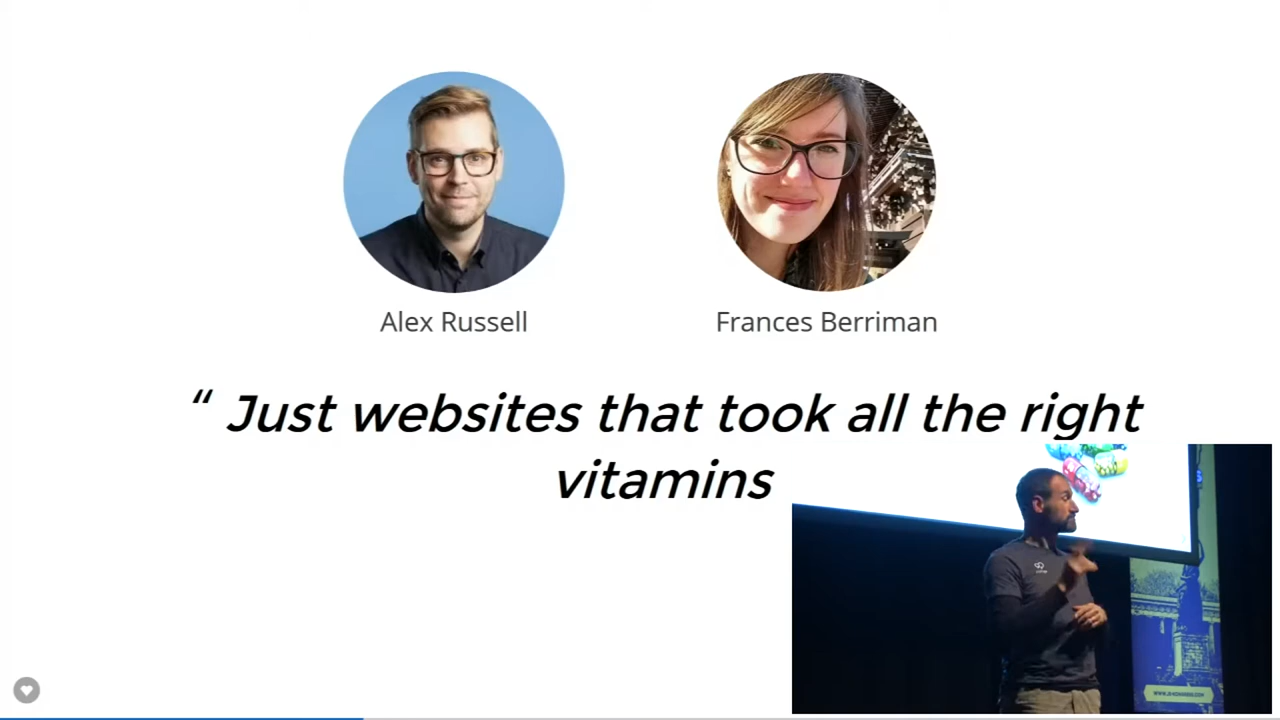 Alex Russell
Frances Berriman
“ Just websites that took all the right
vitamins